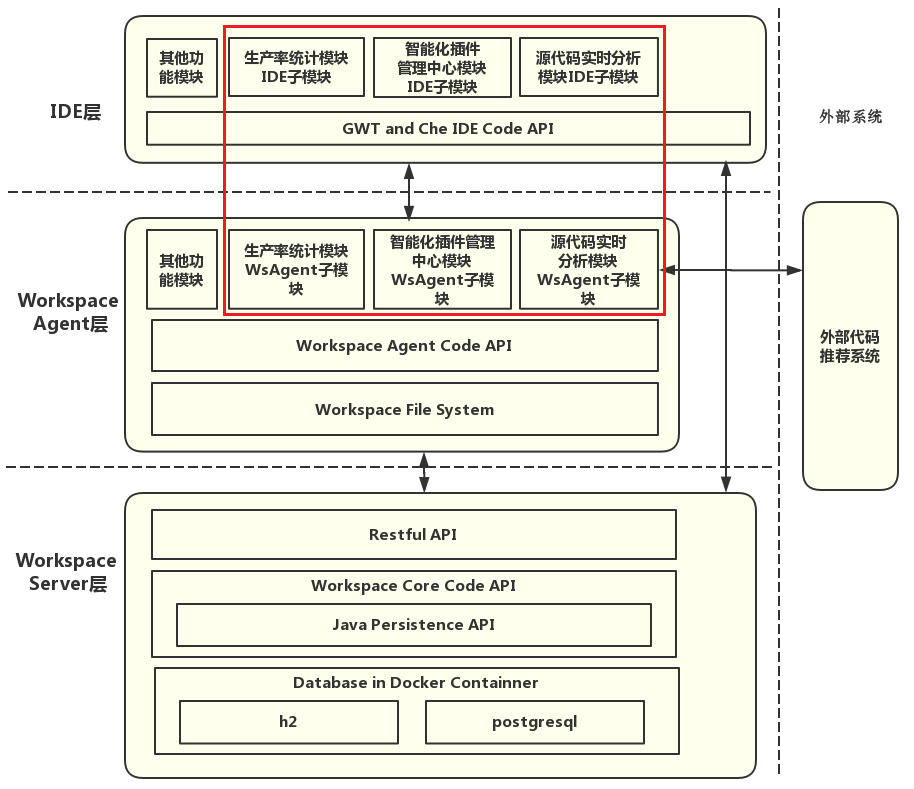 其他功
能模块
生产率统计模块
IDE子模块
智能化插件
管理中心模块
IDE子模块
源代码实时分析
模块IDE子模块
IDE层
GWT and Che IDE Code API
外部系统
其他功
能模块
生产率统计模块
WsAgent子模
块
智能化插件管理
中心模块
WsAgent子模
块
源代码实时
分析模块
WsAgent子模
块
Workspace
Agent层
Workspace Agent Code API
Workspace File System
外部代码
推荐系统
Workspace
Server层
Restful API
Workspace Core Code API
Java Persistence API
Database in Docker Containner
h2
postgresql